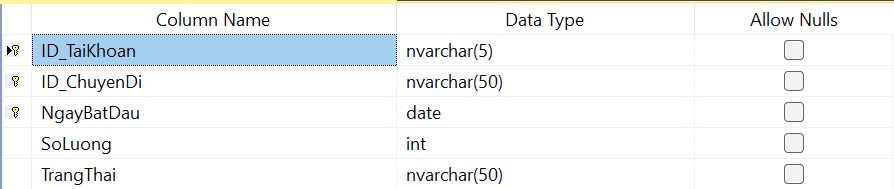 Column Name Data Type Allow Nulls
ID_TaiKhoan nvarchar(5)
ID_ChuyenDi nvarchar(50)
NgayBatDau date
SoLuong int
TrangThai nvarchar(50)